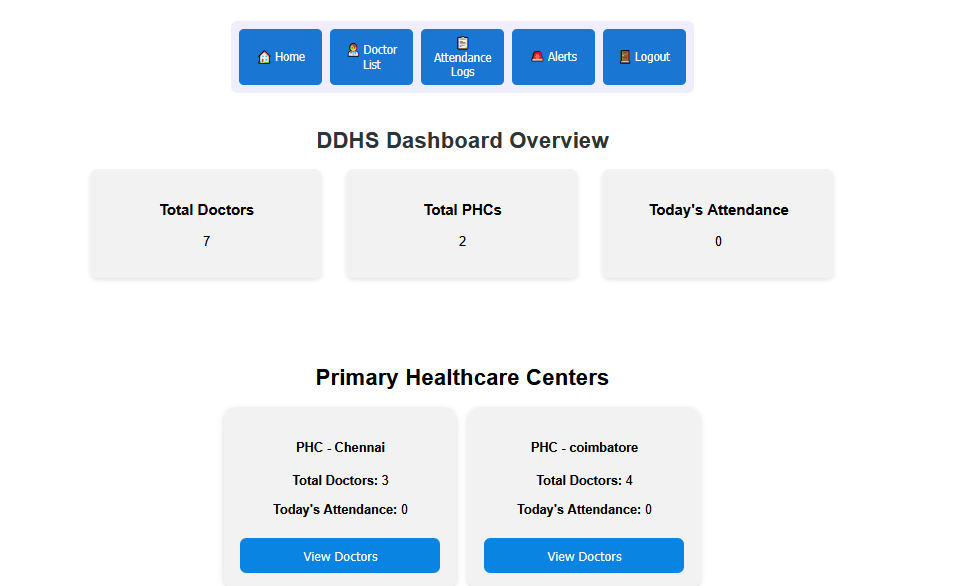 🏠 Home
👩‍⚕️ Doctor
List
📋
Attendance
Logs
🚨 Alerts
🚪 Logout
DDHS Dashboard Overview
Total Doctors
7
Total PHCs
2
Today's Attendance
0
Primary Healthcare Centers
PHC - Chennai
Total Doctors: 3
Today's Attendance: 0
View Doctors
PHC - coimbatore
Total Doctors: 4
Today's Attendance: 0
View Doctors